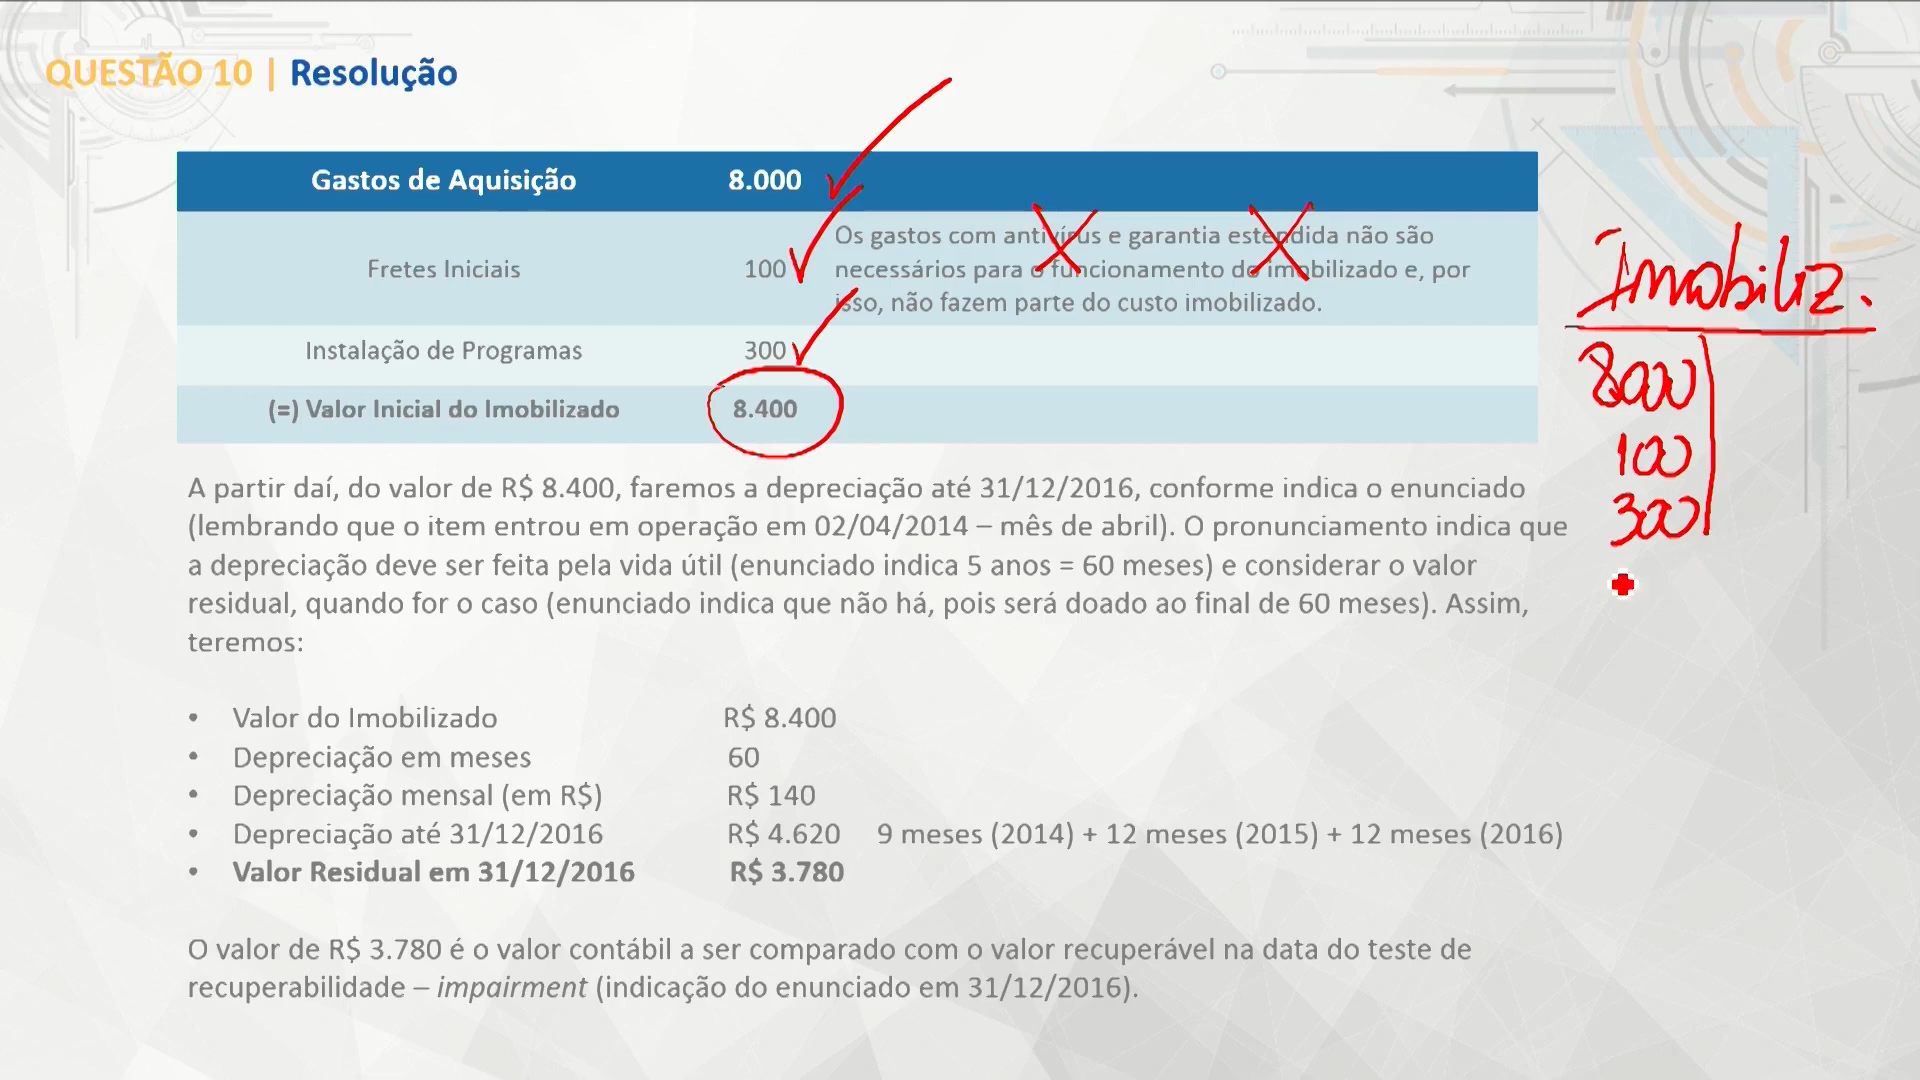 QUESTÃO 10 | Resolução
Gastos de Aquisição 8.000
Fretes Iniciais 100
Os gastos com antivírus e garantia estendida não são
necessários para o funcionamento do imobilizado e, por
isso, não fazem parte do custo imobilizado.
Instalação de Programas 300
(=) Valor Inicial do Imobilizado 8.400
Imobiliz.
8000
100
300
A partir daí, do valor de R$ 8.400, faremos a depreciação até 31/12/2016, conforme indica o enunciado
(lembrando que o item entrou em operação em 02/04/2014 – mês de abril). O pronunciamento indica que
a depreciação deve ser feita pela vida útil (enunciado indica 5 anos = 60 meses) e considerar o valor
residual, quando for o caso (enunciado indica que não há, pois será doado ao final de 60 meses). Assim,
teremos:
• Valor do Imobilizado R$ 8.400
• Depreciação em meses 60
• Depreciação mensal (em R$) R$ 140
• Depreciação até 31/12/2016 R$ 4.620 9 meses (2014) + 12 meses (2015) + 12 meses (2016)
• Valor Residual em 31/12/2016 R$ 3.780
O valor de R$ 3.780 é o valor contábil a ser comparado com o valor recuperável na data do teste de
recuperabilidade – impairment (indicação do enunciado em 31/12/2016).